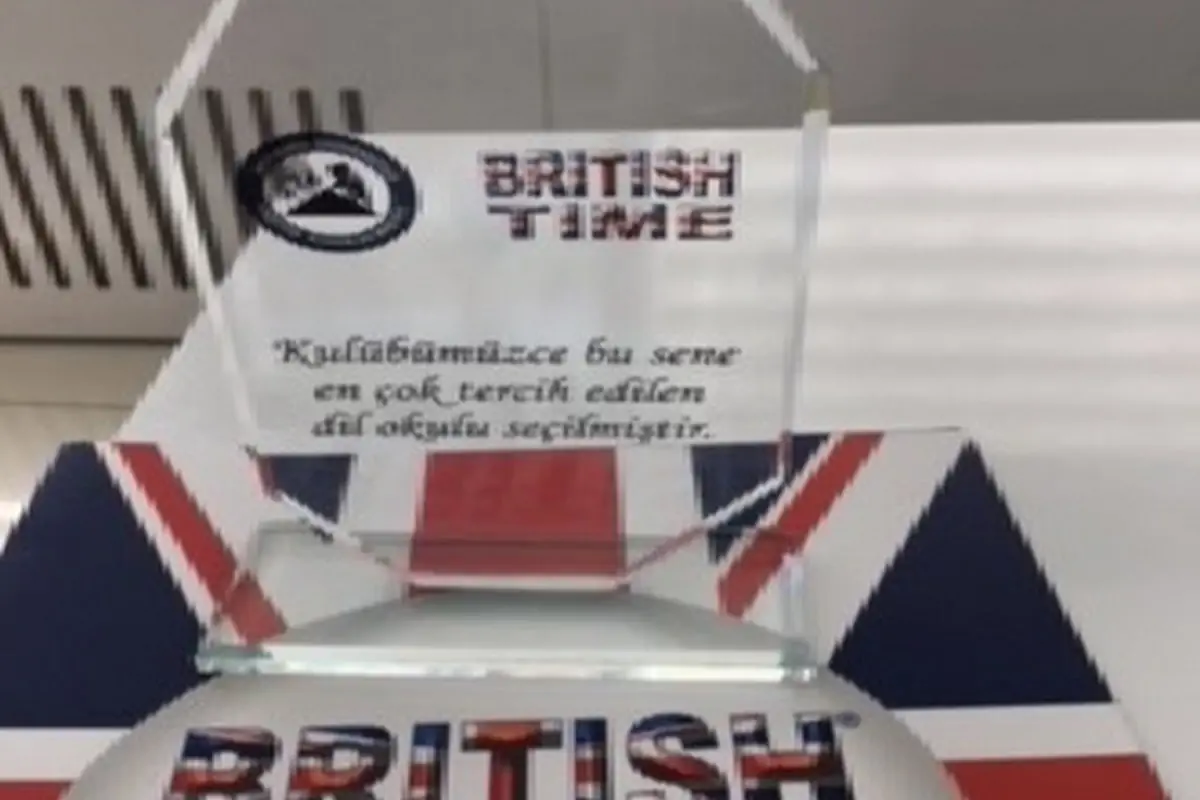 BRITISH
TIME
Kulübümüzce bu sene
en çok tercih edilen
dil okulu seçilmiştir.
BRITISH®